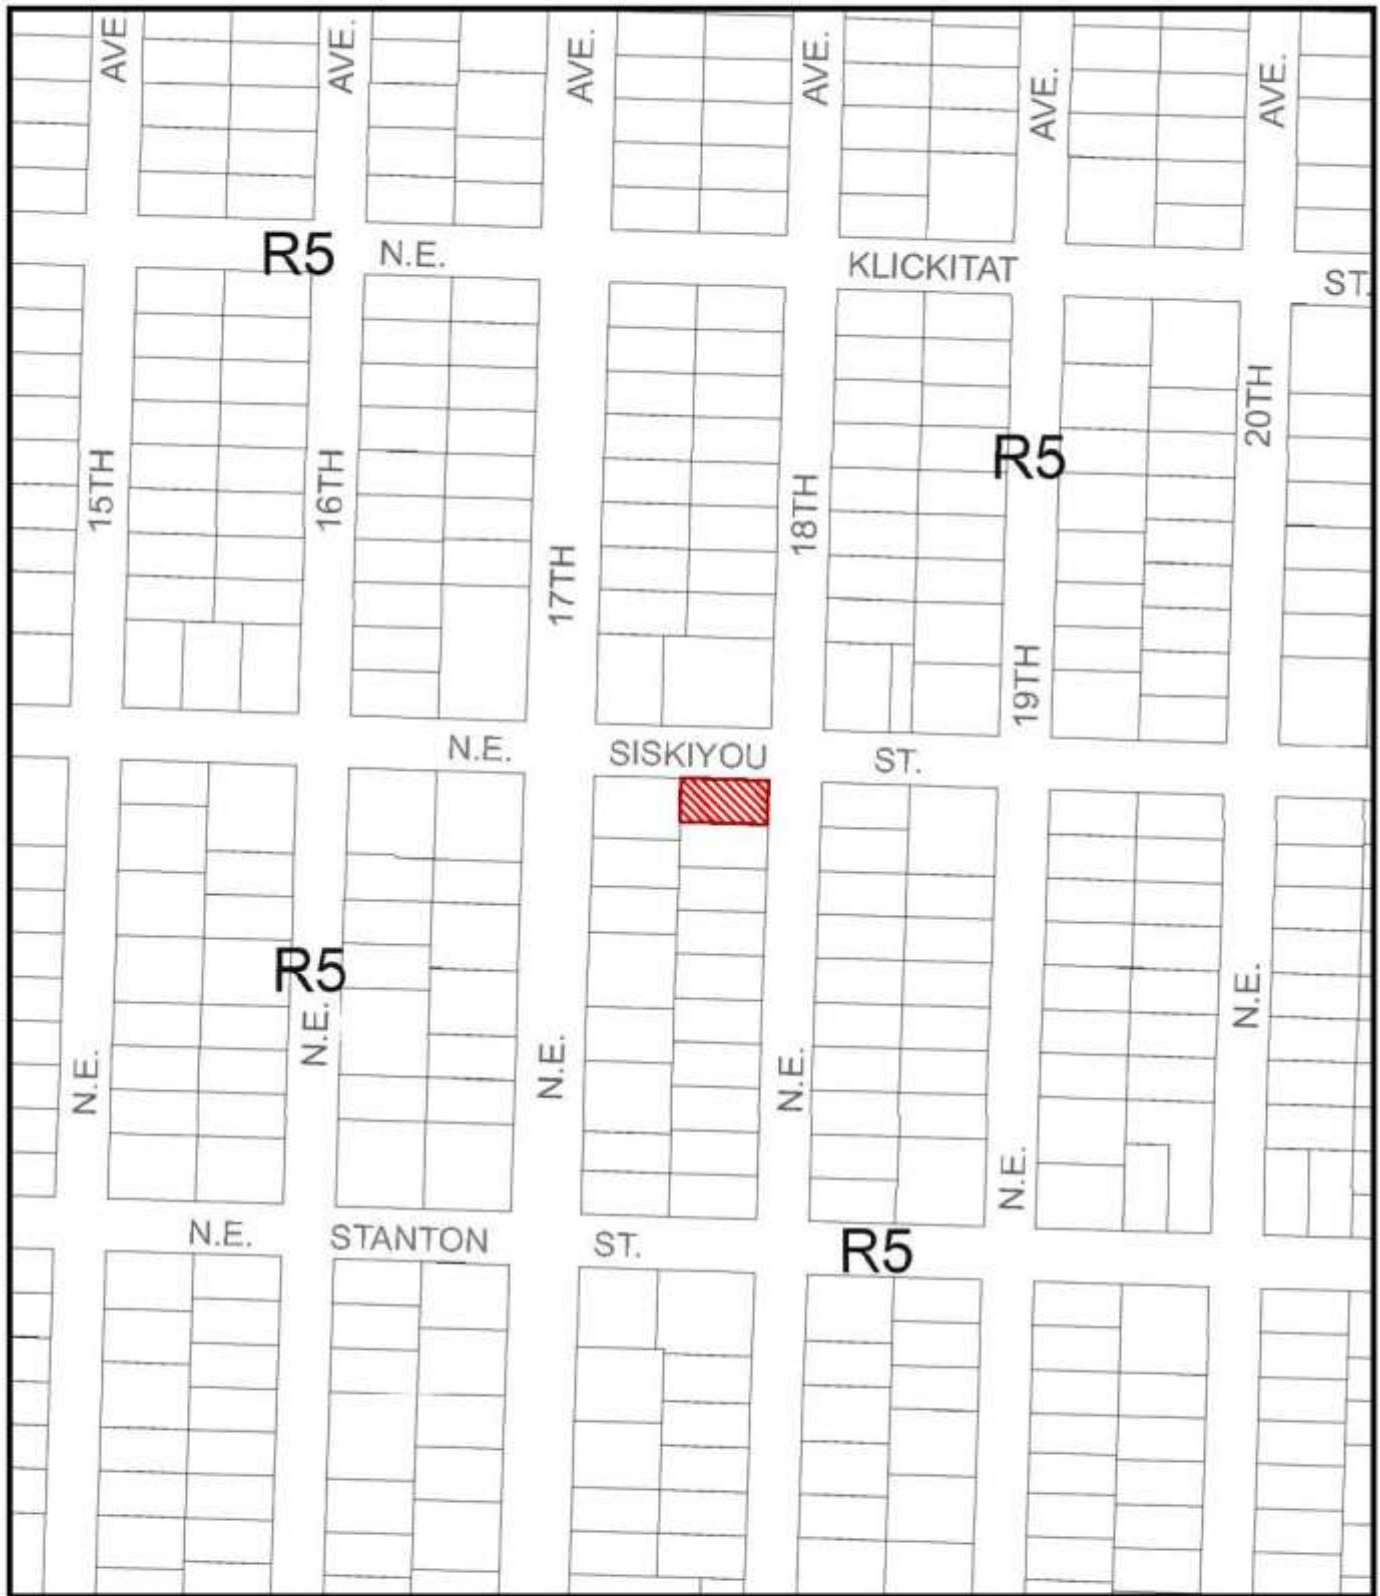 AVE
AVE.
AVE.
AVE.
AVE.
AVE.
R5
N.E.
KLICKITAT
ST.
15TH
16TH
17TH
18TH
R5
20TH
19TH
N.E.
SISKIYOU
ST.
R5
N.E.
N.E.
N.E.
N.E.
N.E.
N.E.
N.E.
STANTON
ST.
R5